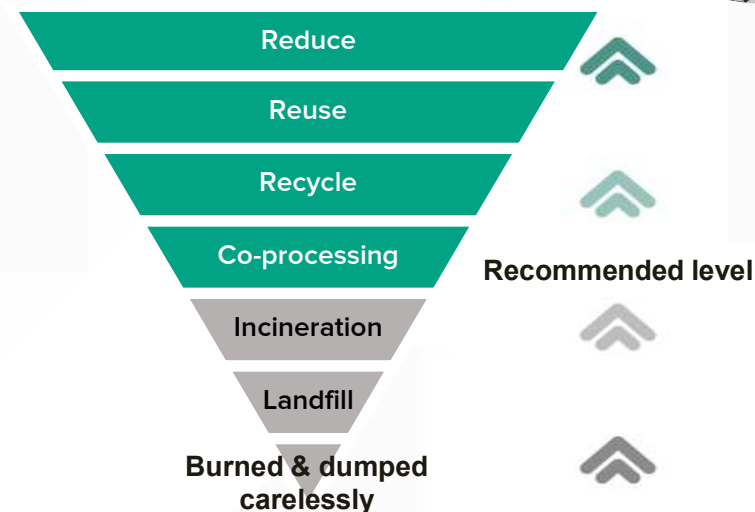 Reduce
Reuse
Recycle
Co-processing
Recommended level
Incineration
Landfill
Burned & dumped
carelessly